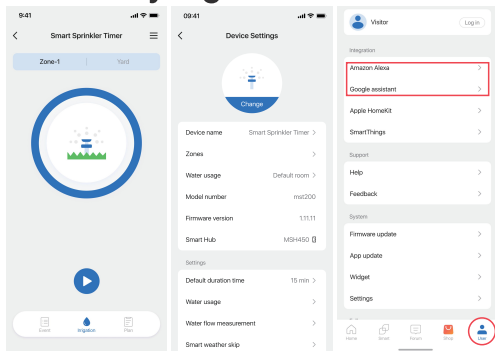 9:41
Smart Sprinkler Timer
Zone-1
Yard
Event
Irrigation
Plan
09:41
Device Settings
Change
Device name Smart Sprinkler Timer
Zones
Water usage Default room
Model number mst200
Firmware version 1.11.11
Smart Hub MSH450
Settings
Default duration time 15 min
Water usage
Water flow measurement
Smart weather skip
Visitor
Log in
Integration
Amazon Alexa
Google assistant
Apple HomeKit
SmartThings
Support
Help
Feedback
System
Firmware update
App update
Widget
Settings
Home
Smart
Forum
Shop
User